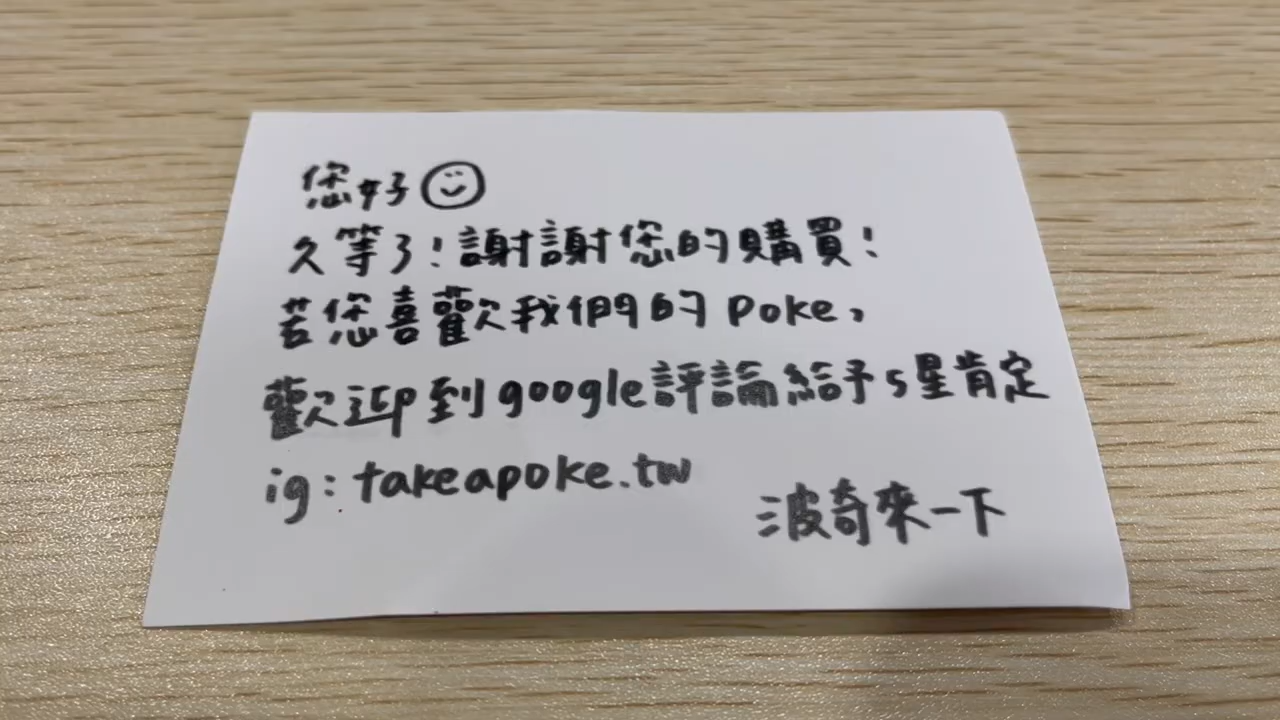 您好
久等了!謝謝您的購買!
若您喜歡我們的poke,
歡迎到google評論給予5星肯定
ig:takeapoke.tw
波奇來一下